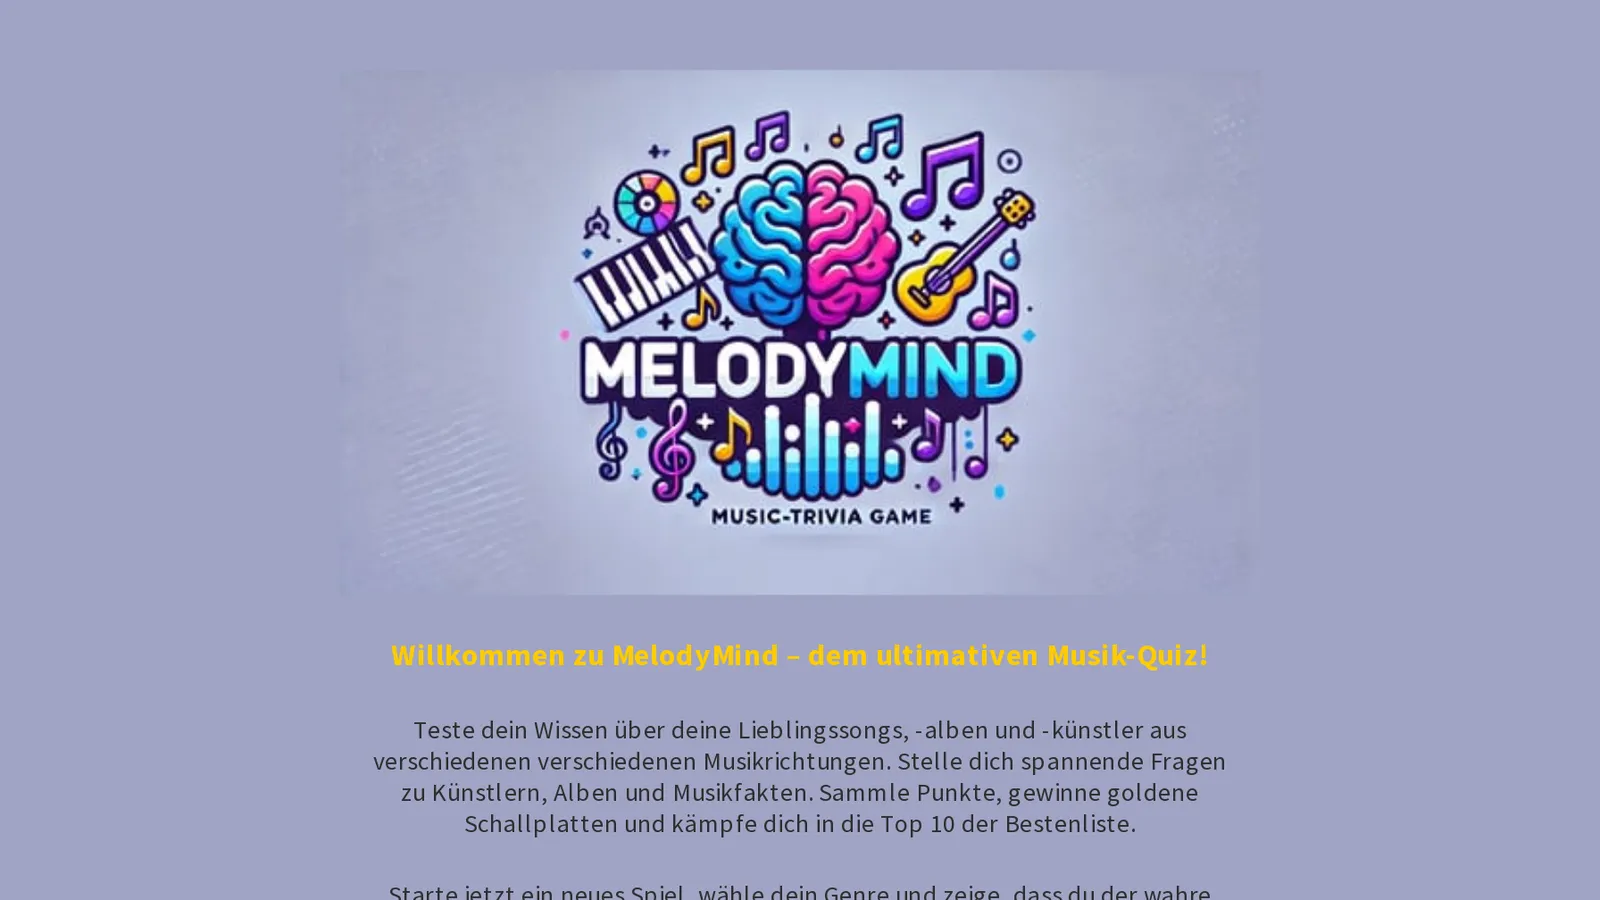 MELODYMIND
MUSIC-TRIVIA GAME
Willkommen zu MelodyMind – dem ultimativen Musik-Quiz!
Teste dein Wissen über deine Lieblingssongs, -alben und -künstler aus
verschiedenen verschiedenen Musikrichtungen. Stelle dich spannende Fragen
zu Künstlern, Alben und Musikfakten. Sammle Punkte, gewinne goldene
Schallplatten und kämpfe dich in die Top 10 der Bestenliste.
Starte jetzt ein neues Spiel, wähle dein Genre und zeige, dass du der wahre